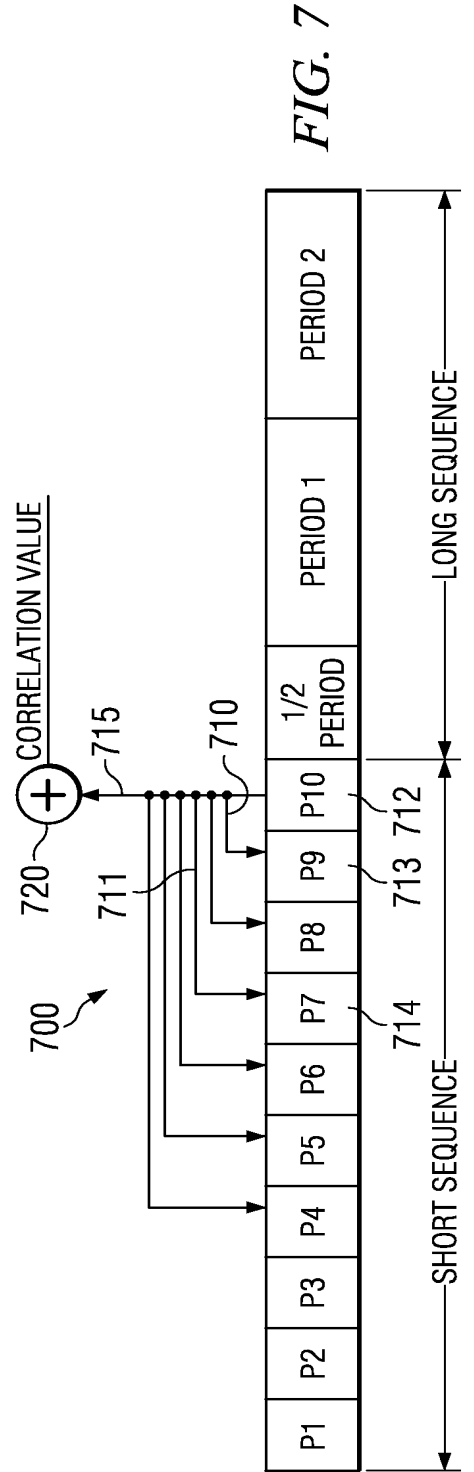 FIG. 7
CORRELATION VALUE
720
715
700
711
710
P1
P2
P3
P4
P5
P6
P7
P8
P9
P10
1/2
PERIOD
PERIOD 1
PERIOD 2
714
713
712
SHORT SEQUENCE
LONG SEQUENCE